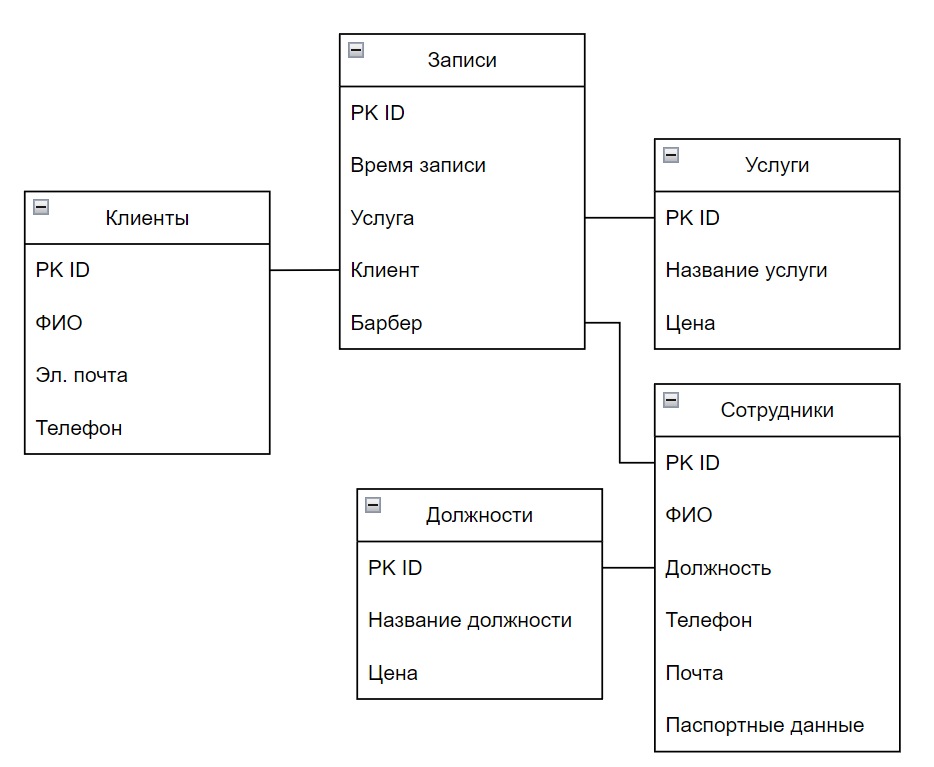 Записи
PK ID
Время записи
Услуга
Клиент
Барбер
Услуги
PK ID
Название услуги
Цена
Клиенты
PK ID
ФИО
Эл. почта
Телефон
Сотрудники
PK ID
ФИО
Должность
Телефон
Почта
Паспортные данные
Должности
PK ID
Название должности
Цена